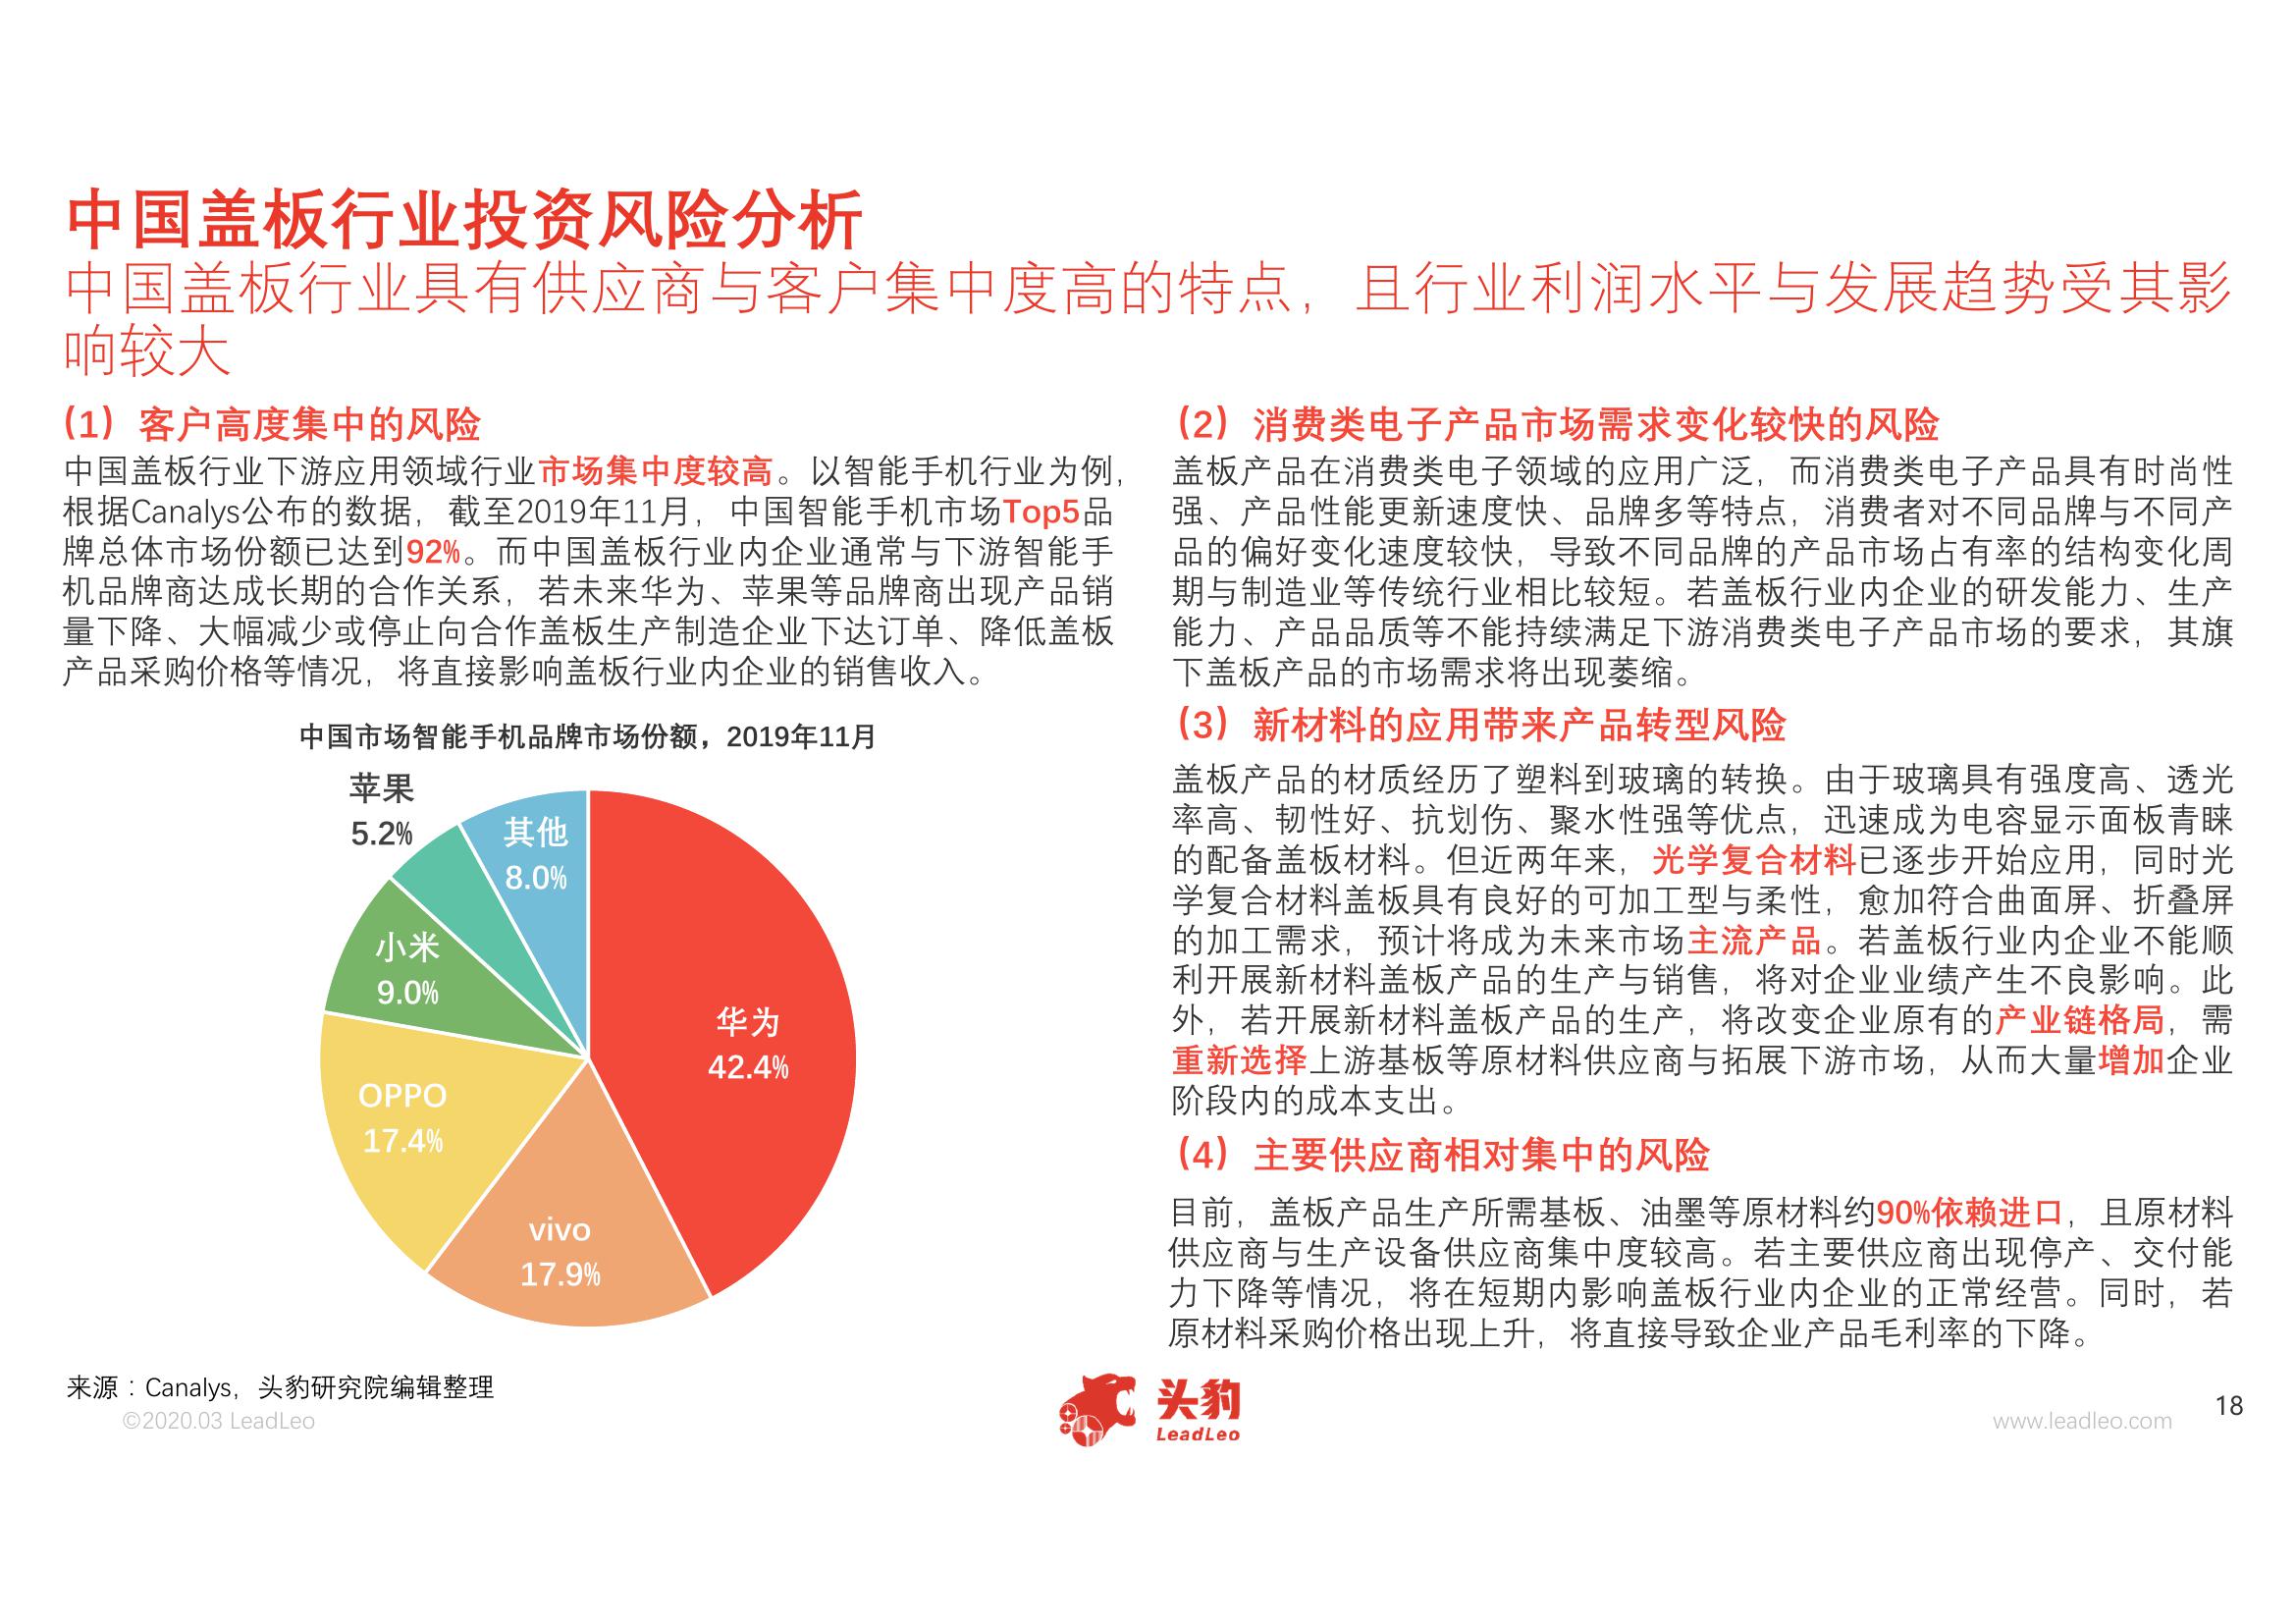 中国盖板行业投资风险分析
中国盖板行业具有供应商与客户集中度高的特点，且行业利润水平与发展趋势受其影
响较大
（1）客户高度集中的风险
中国盖板行业下游应用领域行业市场集中度较高。以智能手机行业为例，
根据Canalys公布的数据，截至2019年11月，中国智能手机市场Top5品
牌总体市场份额已达到92%。而中国盖板行业内企业通常与下游智能手
机品牌商达成长期的合作关系，若未来华为、苹果等品牌商出现产品销
量下降、大幅减少或停止向合作盖板生产制造企业下达订单、降低盖板
产品采购价格等情况，将直接影响盖板行业内企业的销售收入。
中国市场智能手机品牌市场份额，2019年11月
苹果
5.2%
其他
8.0%
小米
9.0%
华为
42.4%
OPPO
17.4%
vivo
17.9%
（2）消费类电子产品市场需求变化较快的风险
盖板产品在消费类电子领域的应用广泛，而消费类电子产品具有时尚性
强、产品性能更新速度快、品牌多等特点，消费者对不同品牌与不同产
品的偏好变化速度较快，导致不同品牌的产品市场占有率的结构变化周
期与制造业等传统行业相比较短。若盖板行业内企业的研发能力、生产
能力、产品品质等不能持续满足下游消费类电子产品市场的要求，其旗
下盖板产品的市场需求将出现萎缩。
（3）新材料的应用带来产品转型风险
盖板产品的材质经历了塑料到玻璃的转换。由于玻璃具有强度高、透光
率高、韧性好、抗划伤、聚水性强等优点，迅速成为电容显示面板青睐
的配备盖板材料。但近两年来，光学复合材料已逐步开始应用，同时光
学复合材料盖板具有良好的可加工型与柔性，愈加符合曲面屏、折叠屏
的加工需求，预计将成为未来市场主流产品。若盖板行业内企业不能顺
利开展新材料盖板产品的生产与销售，将对企业业绩产生不良影响。此
外，若开展新材料盖板产品的生产，将改变企业原有的产业链格局，需
重新选择上游基板等原材料供应商与拓展下游市场，从而大量增加企业
阶段内的成本支出。
（4）主要供应商相对集中的风险
目前，盖板产品生产所需基板、油墨等原材料约90%依赖进口，且原材料
供应商与生产设备供应商集中度较高。若主要供应商出现停产、交付能
力下降等情况，将在短期内影响盖板行业内企业的正常经营。同时，若
原材料采购价格出现上升，将直接导致企业产品毛利率的下降。
来源：Canalys，头豹研究院编辑整理
©2020.03 LeadLeo
头豹
LeadLeo
www.leadleo.com
18